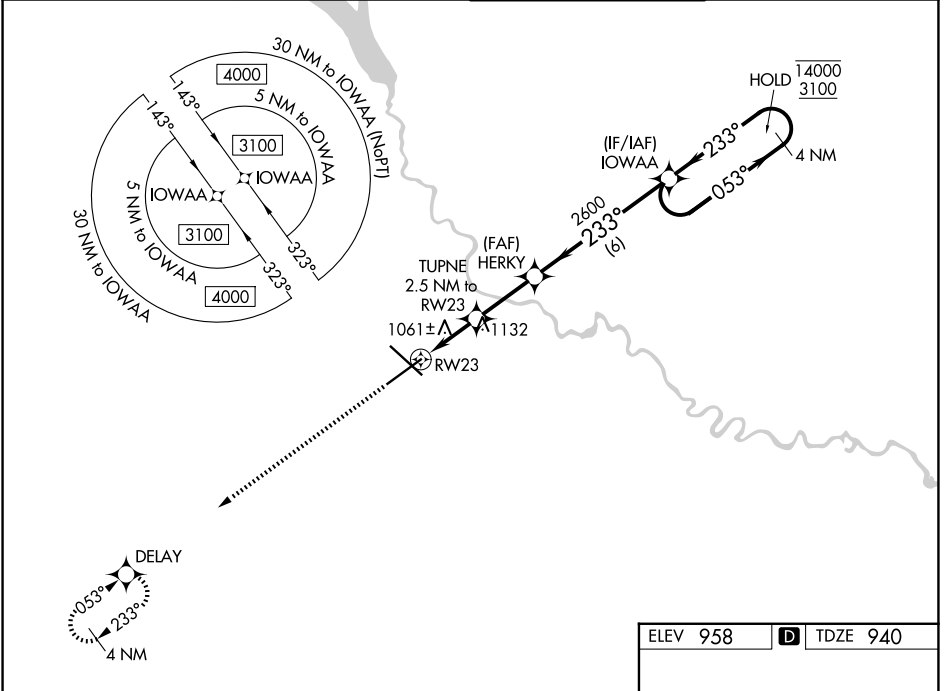 30 NM to IOWAA (NoPT)
4000
143°
5 NM to IOWAA
3100
IOWAA
323°
143°
IOWAA
5 NM to IOWAA
3100
30 NM to IOWAA
323°
4000
HOLD
14000
3100
233°
4 NM
(IF/IAF)
IOWAA
053°
2600
233°
(6)
(FAF)
HERKY
TUPNE
2.5 NM to
RW23
1061±
1132
RW23
DELAY
053°
233°
4 NM
ELEV 958 D TDZE 940